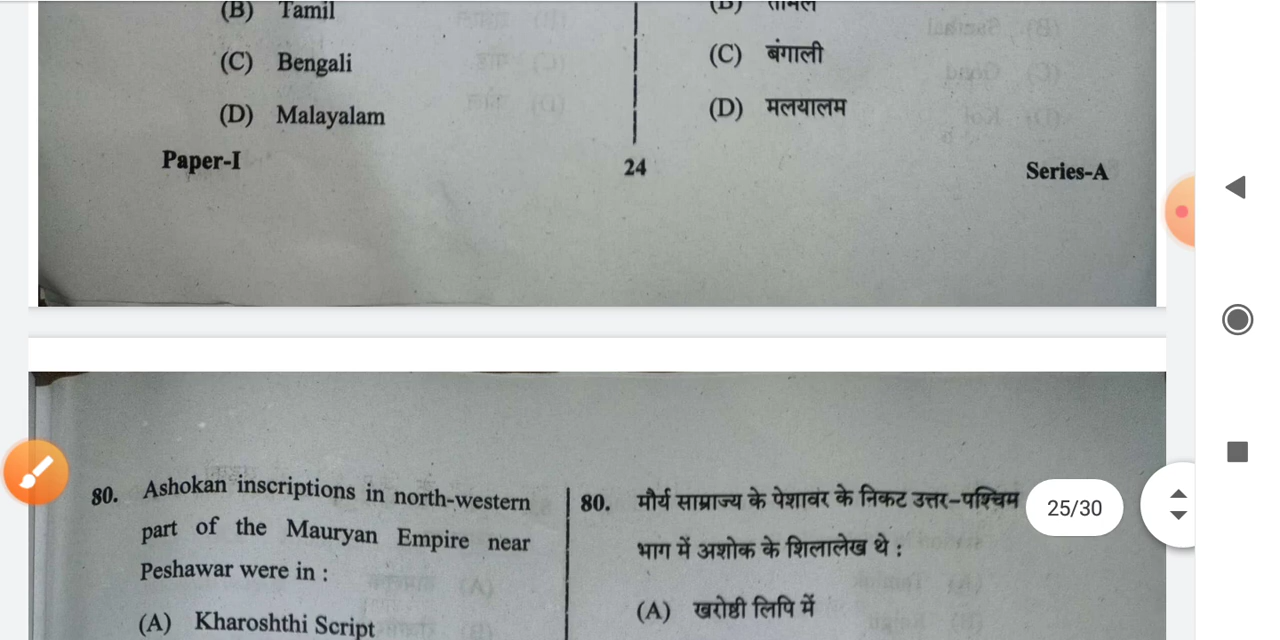 (B) Tamil
(C) Bengali
(D) Malayalam
(C) बंगाली
(D) मलयालम
Paper-I
24
Series-A
80. Ashokan inscriptions in north-western
part of the Mauryan Empire near
Peshawar were in :
(A) Kharoshthi Script
80. मौर्य साम्राज्य के पेशावर के निकट उत्तर-पश्चिम
भाग में अशोक के शिलालेख थे :
(A) खरोष्ठी लिपि में
25/30